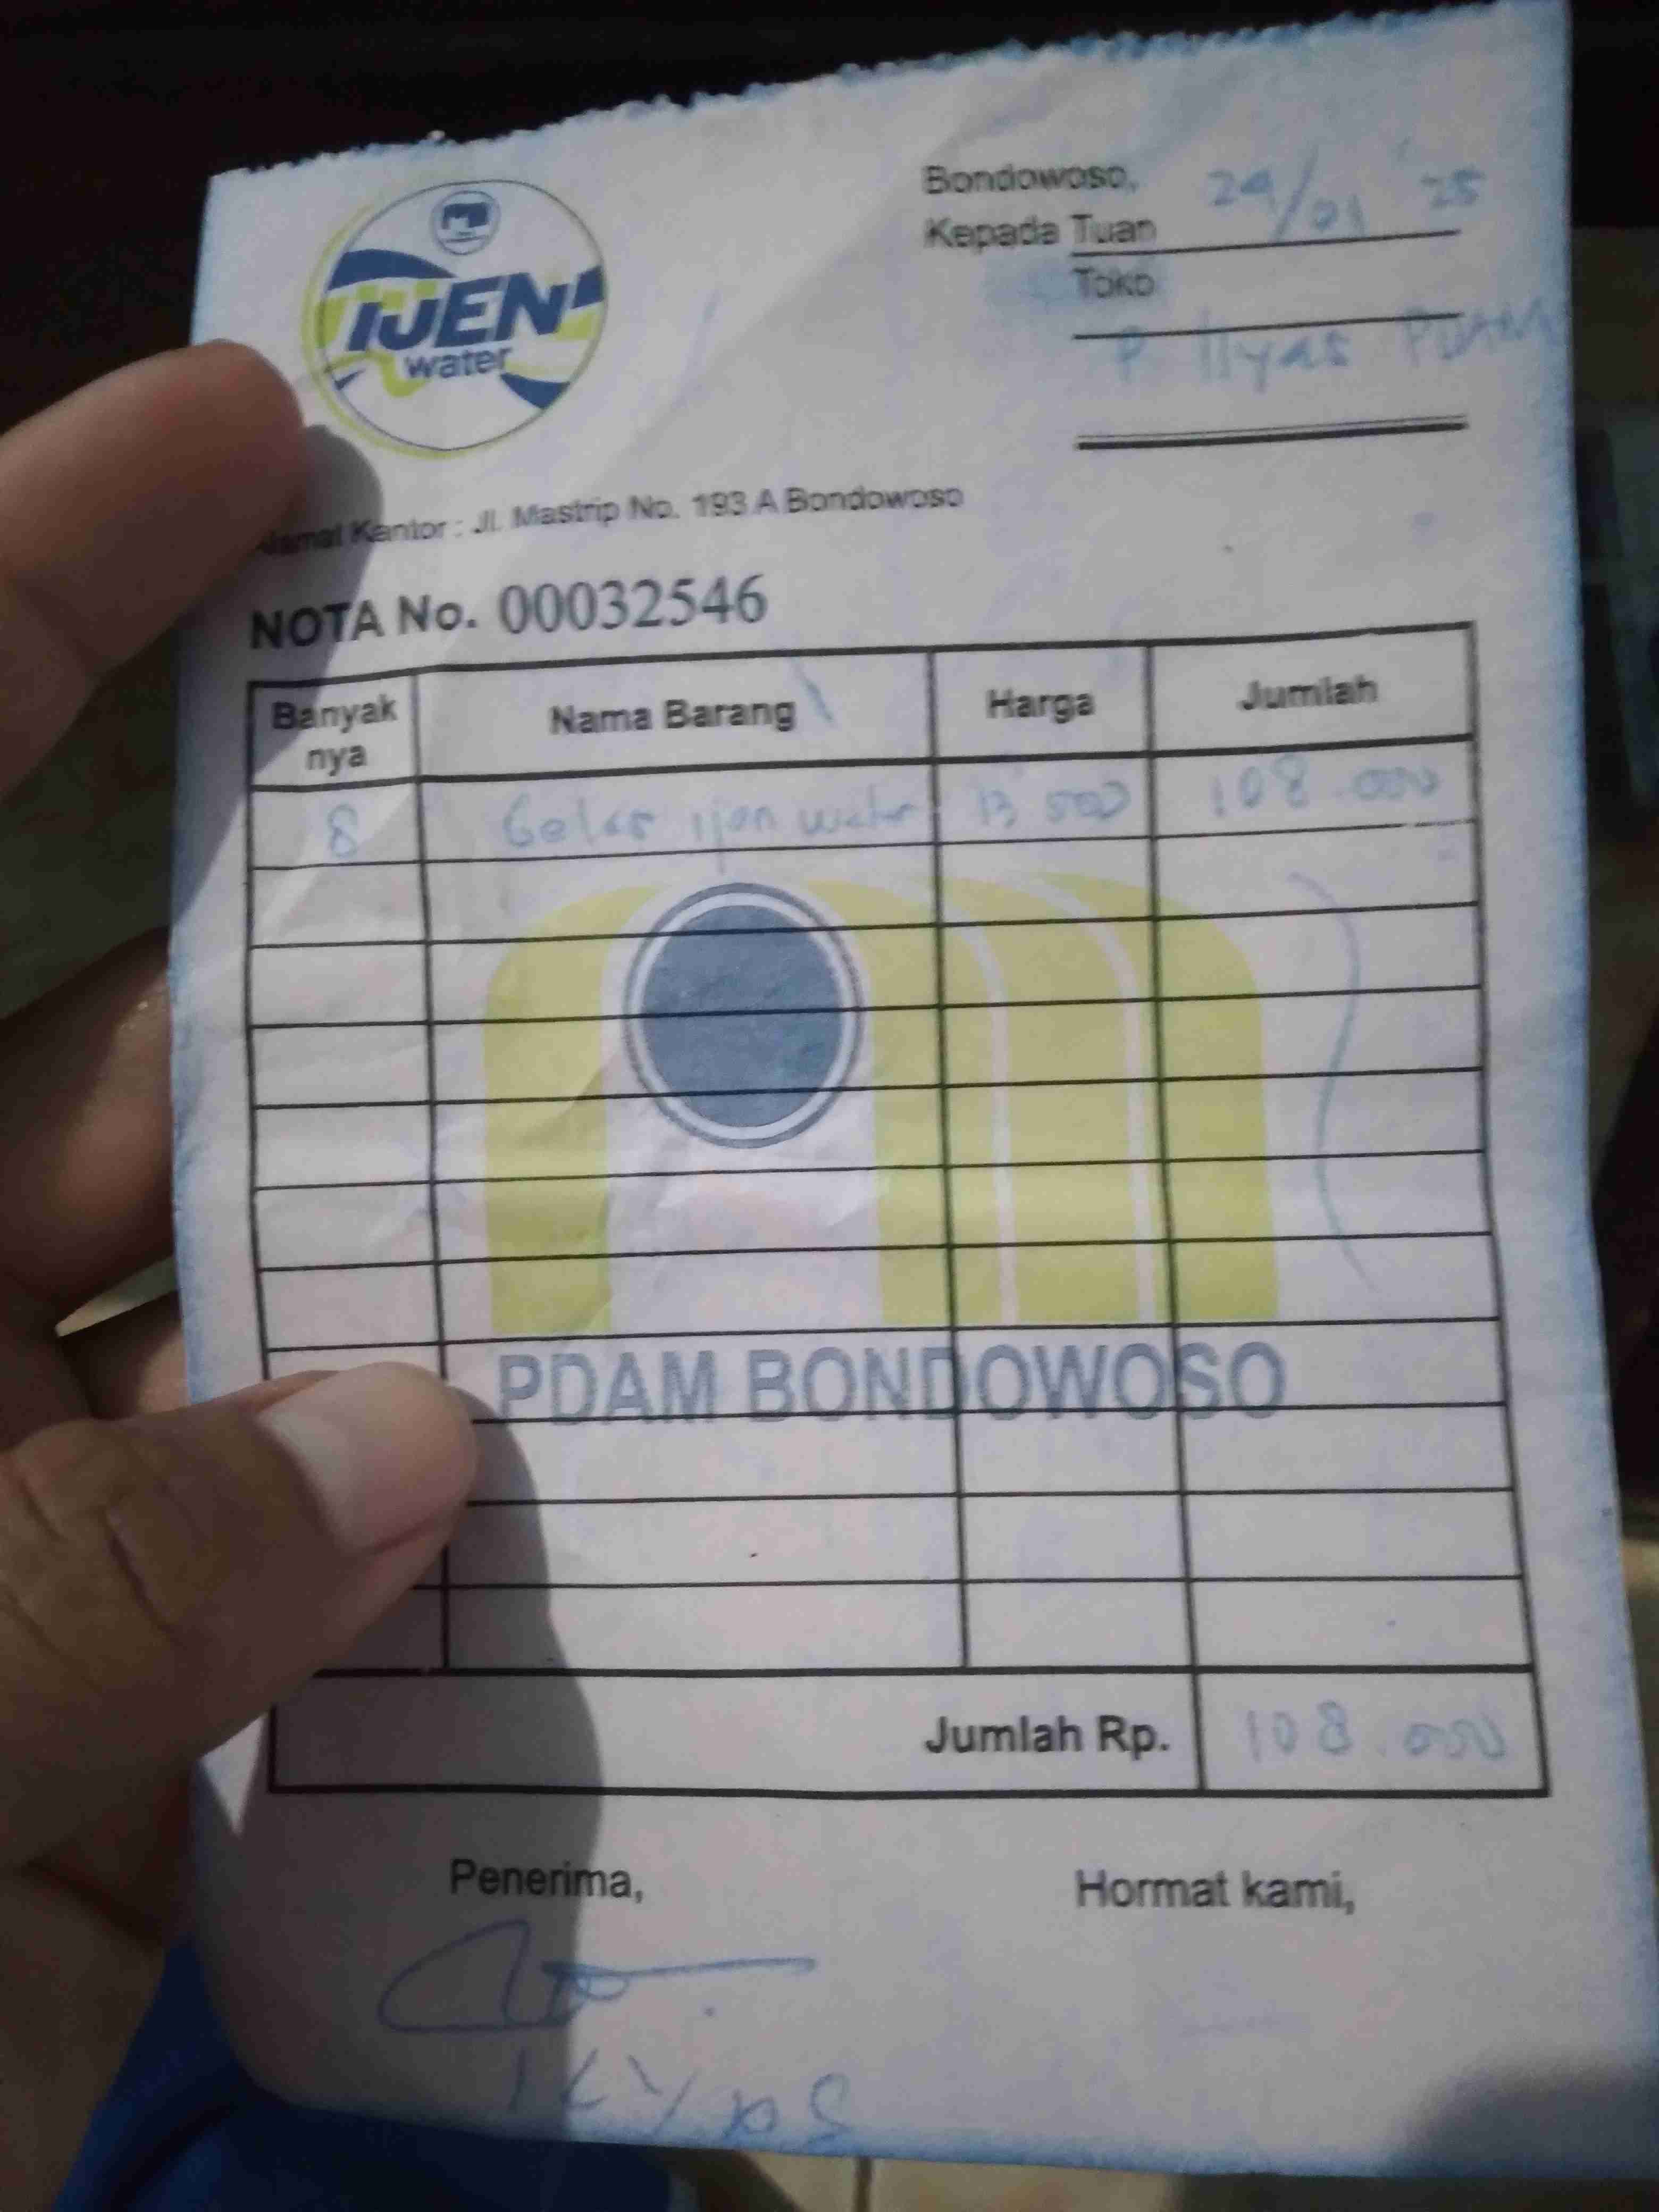 IJEN
water
Bondowoso, 24/01 '25
Kepada Tuan
Toko
P. Ilyas PDAM
Alamat Kantor : Jl. Mastrip No. 193 A Bondowoso
NOTA No. 00032546
Banyak nya Nama Barang Harga Jumlah
8 Gelas ijen water 13 500 108.000
PDAM BONDOWOSO
Jumlah Rp. 108.000
Penerima, Hormat kami,